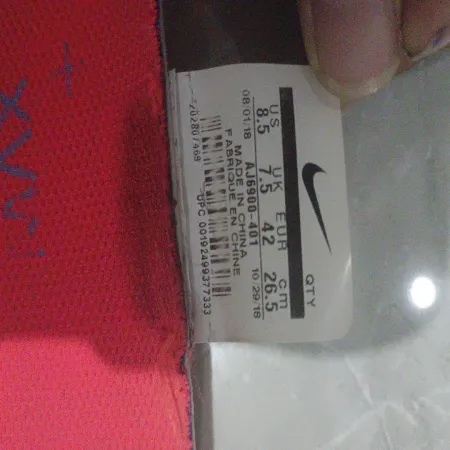 QTY
US UK EUR cm
8.5 7.5 42 26.5
08/01/18 AJ6900-401 10/29/18
MADE IN CHINA
FABRIQUE EN CHINE
UPC 00192499377333